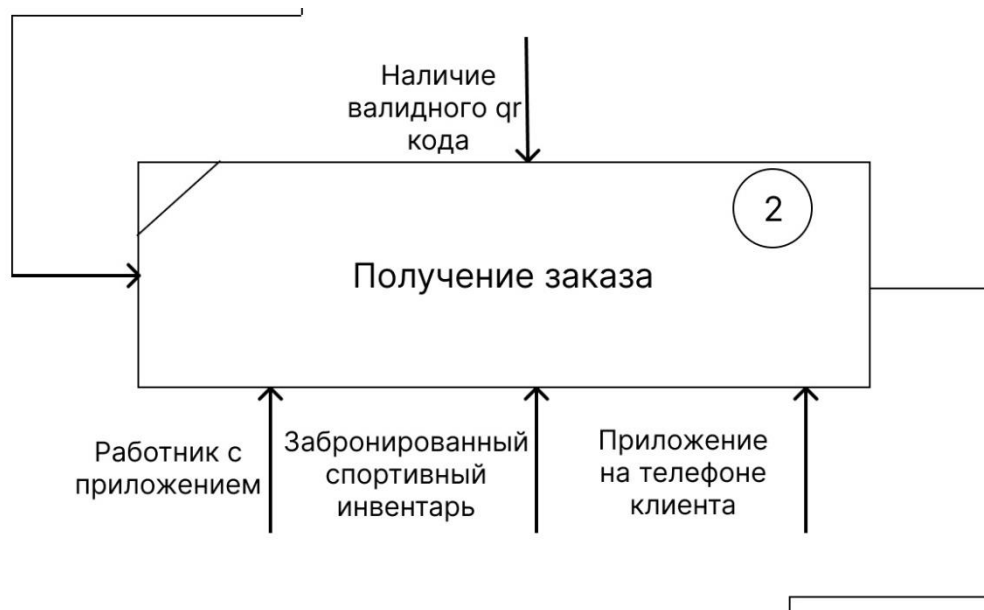 Наличие
валидного qr
кода
2
Получение заказа
Работник с
приложением
Забронированный
спортивный
инвентарь
Приложение
на телефоне
клиента